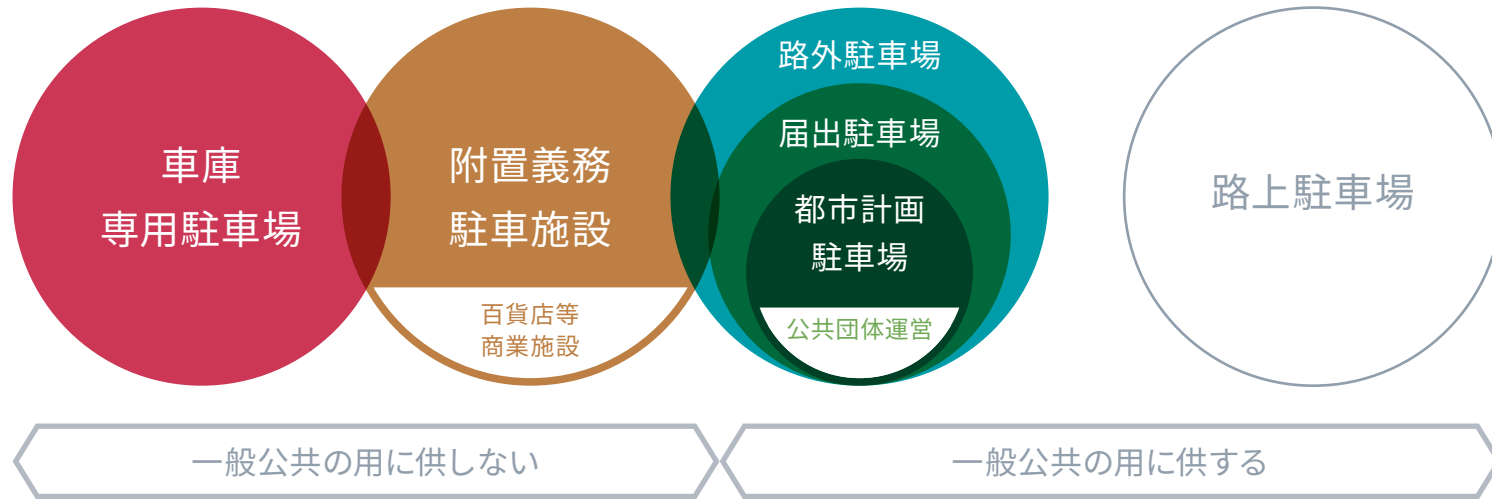 車庫
専用駐車場
附置義務
駐車施設
百貨店等
商業施設
路外駐車場
届出駐車場
都市計画
駐車場
公共団体運営
路上駐車場
一般公共の用に供しない
一般公共の用に供する